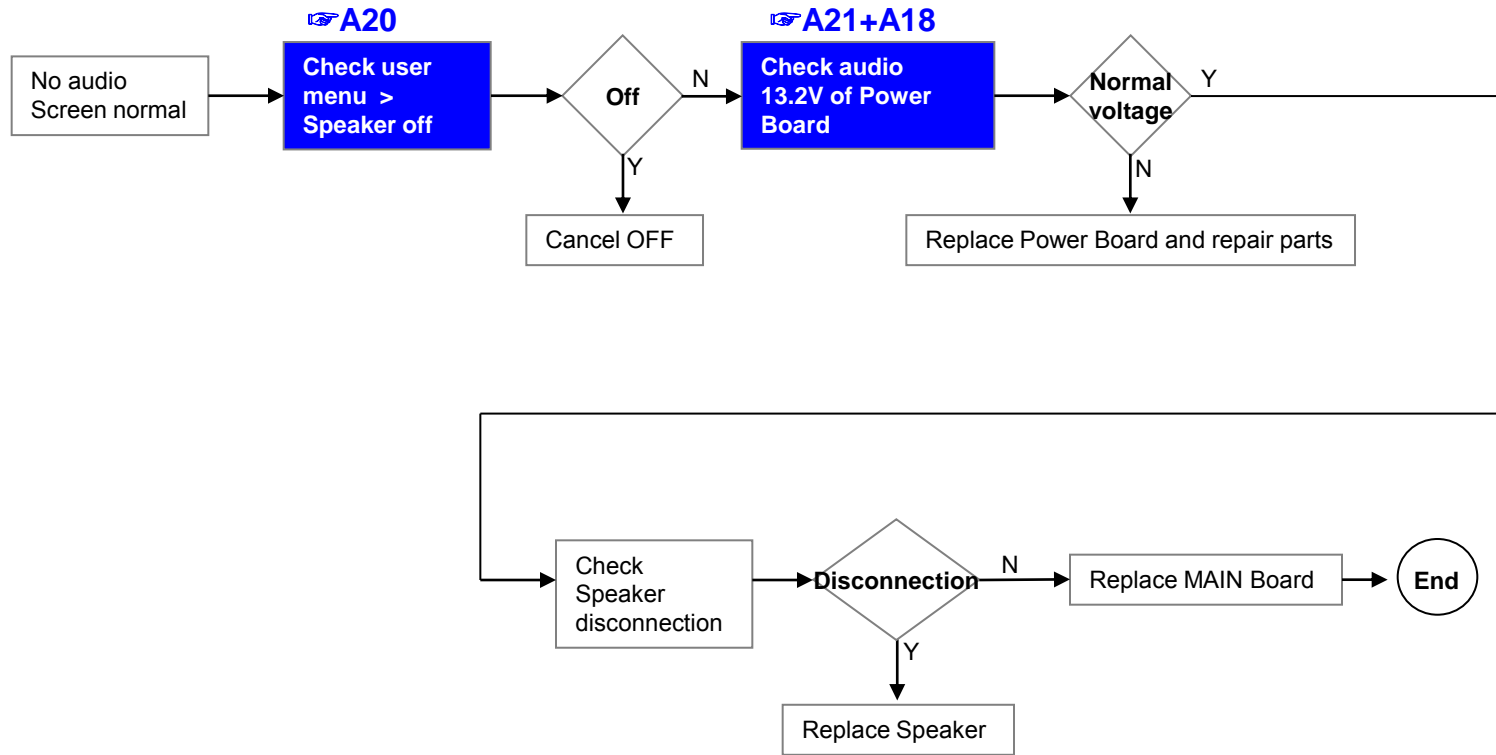 ☞A20
☞A21+A18
No audio
Screen normal
Check user
menu >
Speaker off
Off
N
Check audio
13.2V of Power
Board
Normal
voltage
Y
Y
N
Cancel OFF
Replace Power Board and repair parts
Check
Speaker
disconnection
Disconnection
N
Replace MAIN Board
End
Y
Replace Speaker